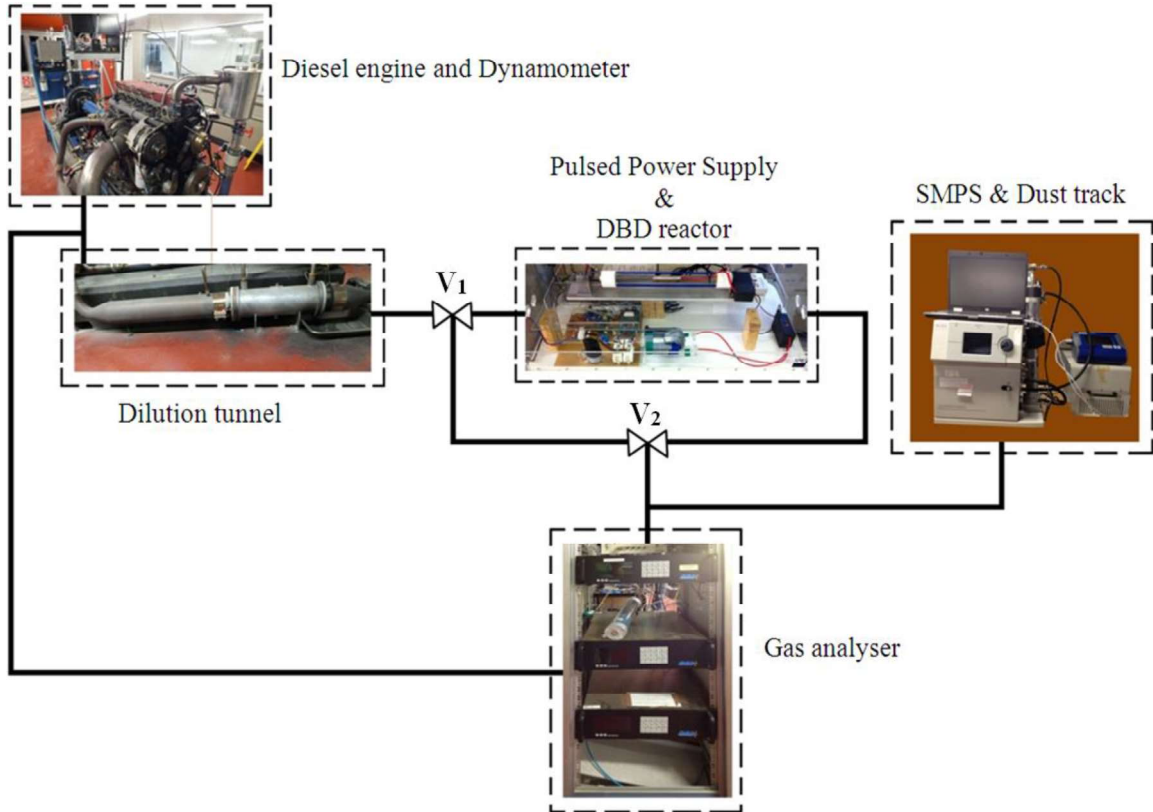 Diesel engine and Dynamometer
Pulsed Power Supply
&
DBD reactor
SMPS & Dust track
V1
Dilution tunnel
V2
Gas analyser